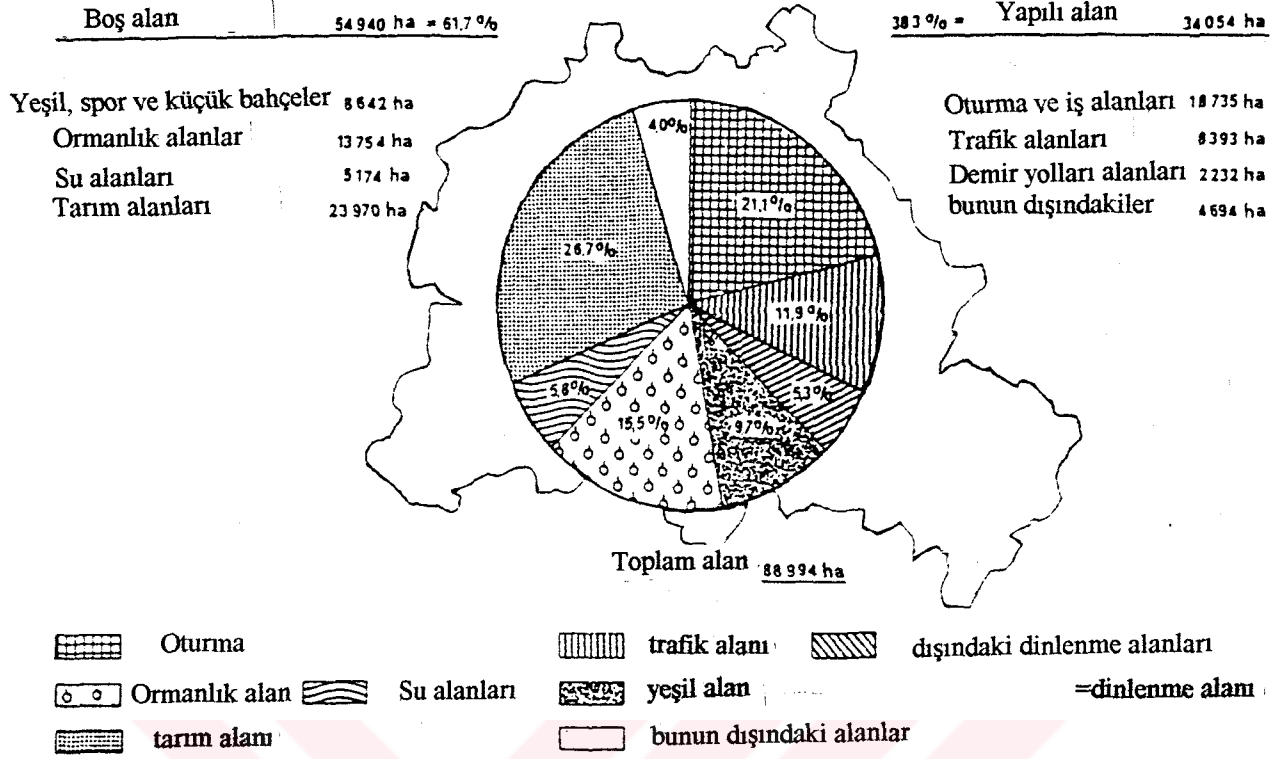 Boş alan 54 940 ha = 61,7 %
38 3 % = Yapılı alan 34 054 ha
Yeşil, spor ve küçük bahçeler 8 642 ha
Ormanlık alanlar 13 754 ha
Su alanları 5 174 ha
Tarım alanları 23 970 ha
Oturma ve iş alanları 18 735 ha
Trafik alanları 8 393 ha
Demir yolları alanları 2 232 ha
bunun dışındakiler 4 694 ha
4,0 %
21,1 %
26,7 %
11,9 %
5,8 %
5,3 %
15,5 %
9,7 %
Toplam alan 88 994 ha
Oturma trafik alanı dışındaki dinlenme alanları
Ormanlık alan Su alanları yeşil alan =dinlenme alanı
tarım alanı bunun dışındaki alanlar